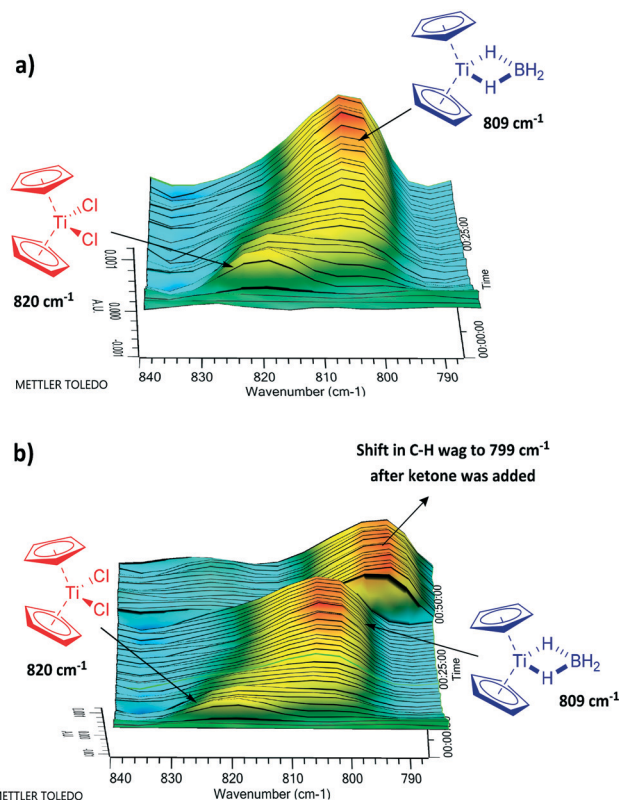 a)
Ti
H
H
BH2
809 cm-1
Ti
Cl
Cl
820 cm-1
0.001
0.000
-0.001
A.U.
00:25:00
Time
00:00:00
840 830 820 810 800 790
Wavenumber (cm-1)
METTLER TOLEDO
b)
Shift in C-H wag to 799 cm-1
after ketone was added
Ti
Cl
Cl
820 cm-1
00:50:00
00:25:00
Time
Ti
H
H
BH2
809 cm-1
840 830 820 810 800 790
Wavenumber (cm-1)
METTLER TOLEDO